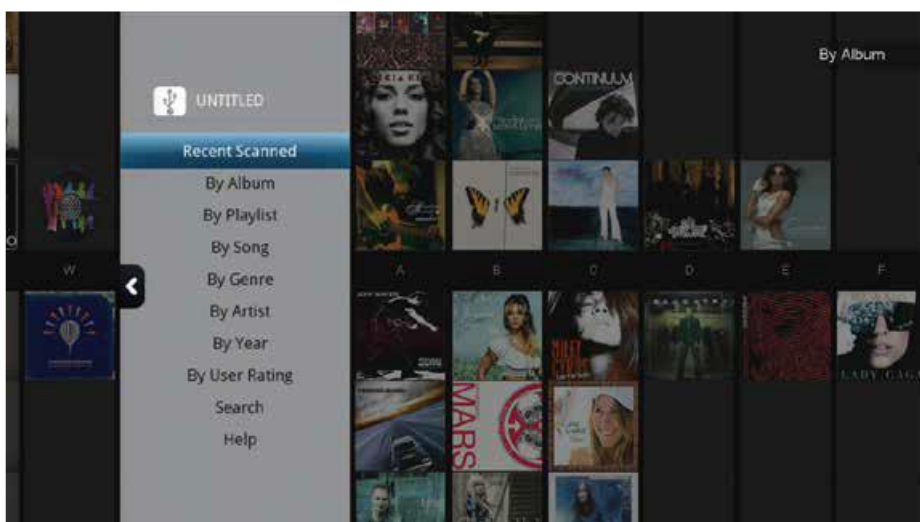 By Album
UNTITLED
Recent Scanned
By Album
By Playlist
By Song
By Genre
By Artist
By Year
By User Rating
Search
Help
W
A
B
C
D
E
F
CONTINUUM
MILEY
MARS
LADY GAGA